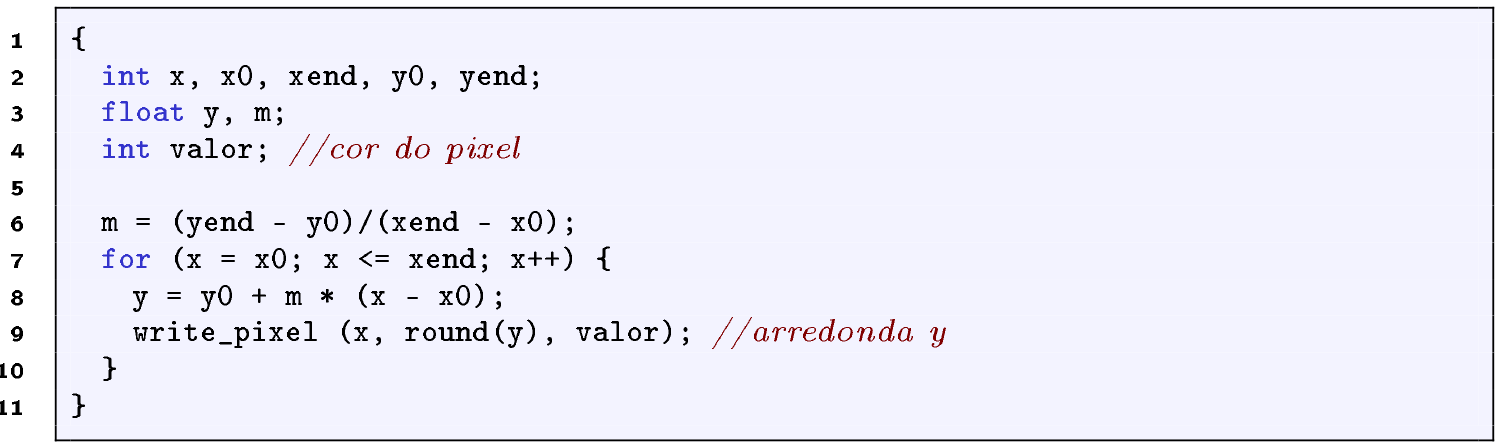 1 {
2   int x, x0, xend, y0, yend;
3   float y, m;
4   int valor; //cor do pixel
5
6   m = (yend - y0)/(xend - x0);
7   for (x = x0; x <= xend; x++) {
8     y = y0 + m * (x - x0);
9     write_pixel (x, round(y), valor); //arredonda y
10   }
11 }